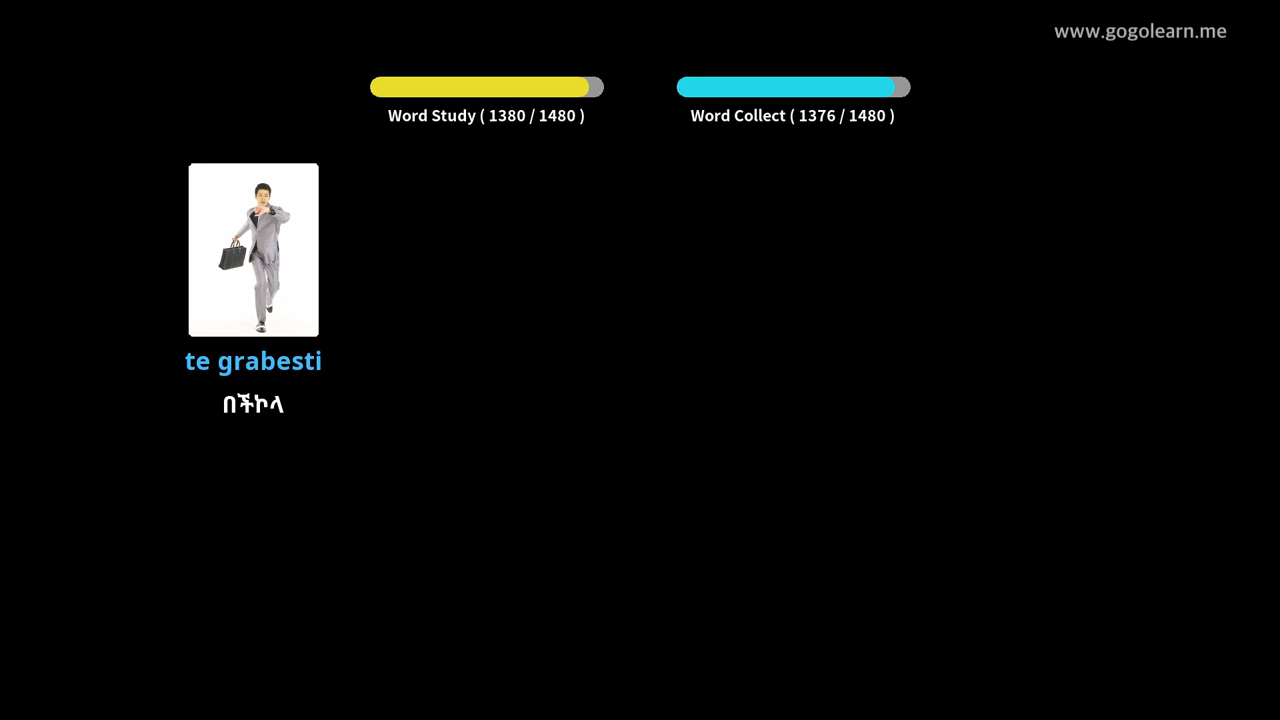 www.gogolearn.me
Word Study ( 1380 / 1480 )
Word Collect ( 1376 / 1480 )
te grabesti
በችኮላ